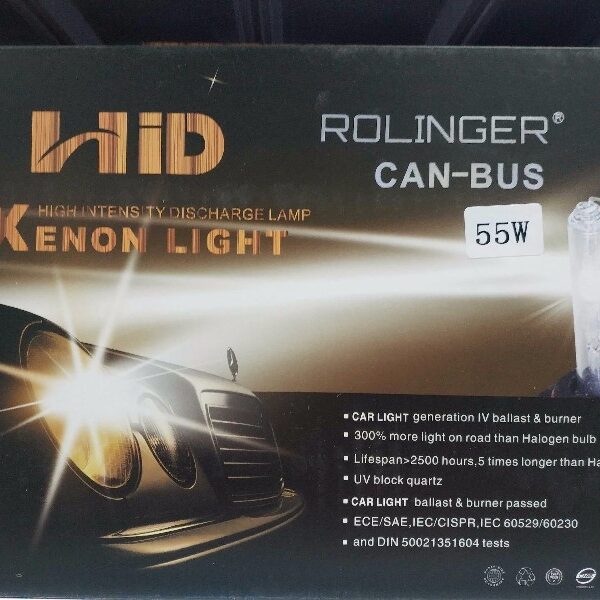 HiD
ROLINGER®
CAN-BUS
HIGH INTENSITY DISCHARGE LAMP
XENON LIGHT
55W
▪ CAR LIGHT generation IV ballast & burner
▪ 300% more light on road than Halogen bulb
▪ Lifespan>2500 hours,5 times longer than Ha
▪ UV block quartz
▪ CAR LIGHT ballast & burner passed
▪ ECE/SAE,IEC/CISPR,IEC 60529/60230
▪ and DIN 50021351604 tests